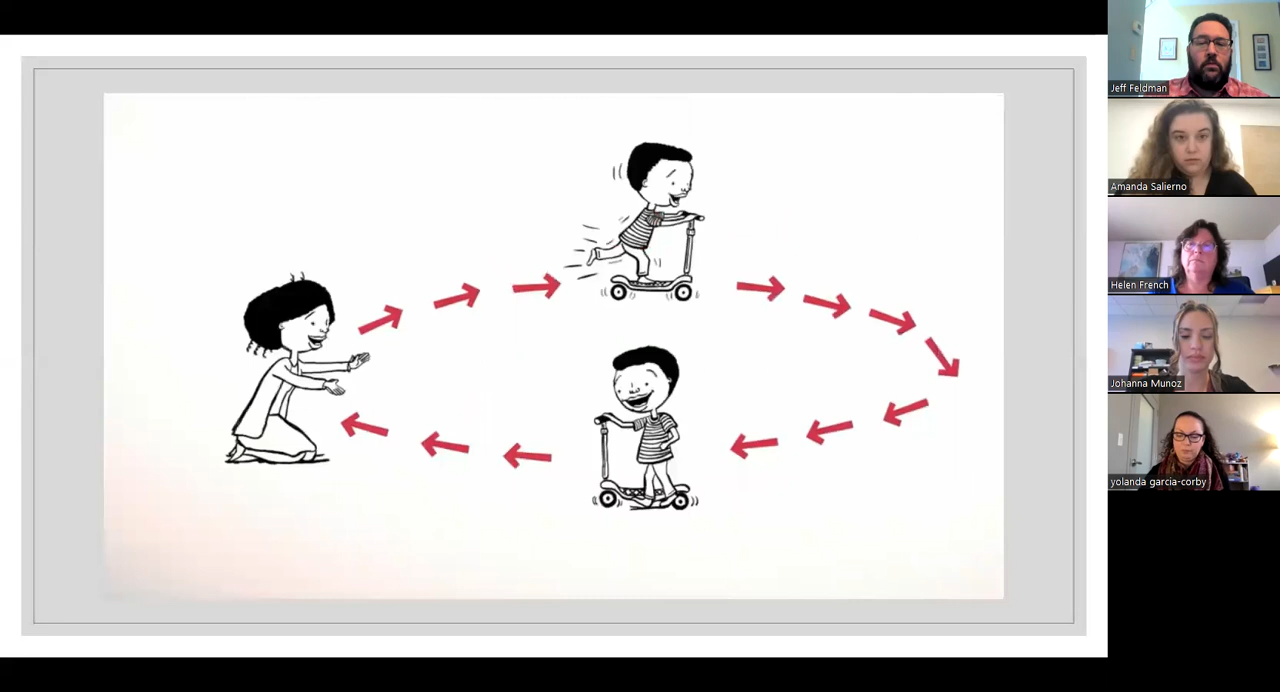 Jeff Feldman
Amanda Salierno
Helen French
Johanna Munoz
yolanda garcia-corby